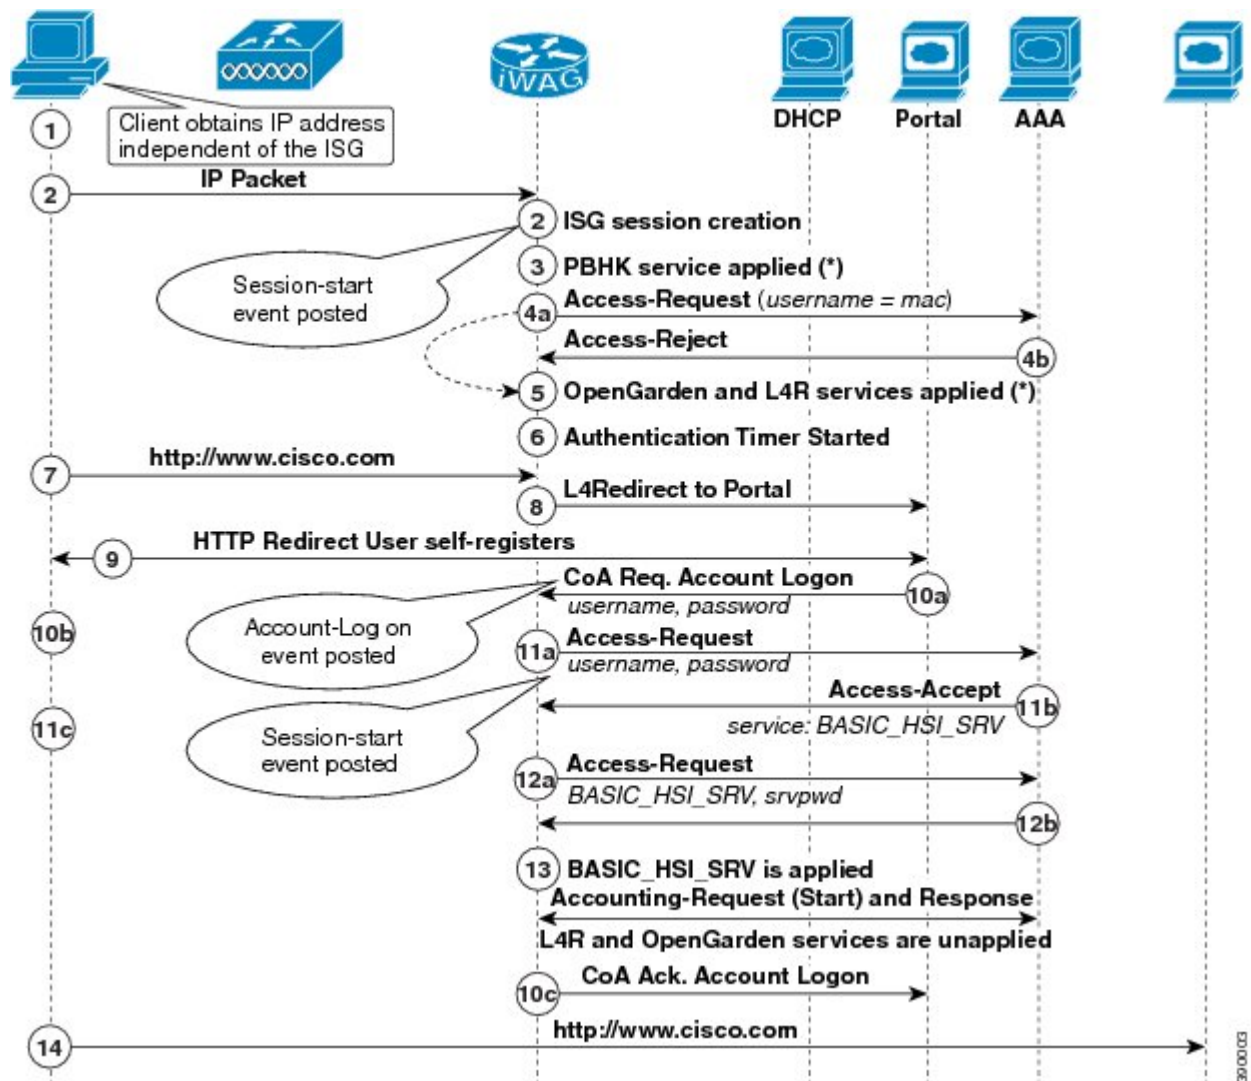 iWAG
DHCP
Portal
AAA
1
Client obtains IP address
independent of the ISG
2
IP Packet
2
ISG session creation
Session-start
event posted
3
PBHK service applied (*)
4a
Access-Request (username = mac)
Access-Reject
4b
5
OpenGarden and L4R services applied (*)
6
Authentication Timer Started
7
http://www.cisco.com
8
L4Redirect to Portal
9
HTTP Redirect User self-registers
CoA Req. Account Logon
username, password
10a
10b
Account-Log on
event posted
11a
Access-Request
username, password
Access-Accept
11b
service: BASIC_HSI_SRV
11c
Session-start
event posted
12a
Access-Request
BASIC_HSI_SRV, srvpwd
12b
13
BASIC_HSI_SRV is applied
Accounting-Request (Start) and Response
L4R and OpenGarden services are unapplied
10c
CoA Ack. Account Logon
14
http://www.cisco.com
390003